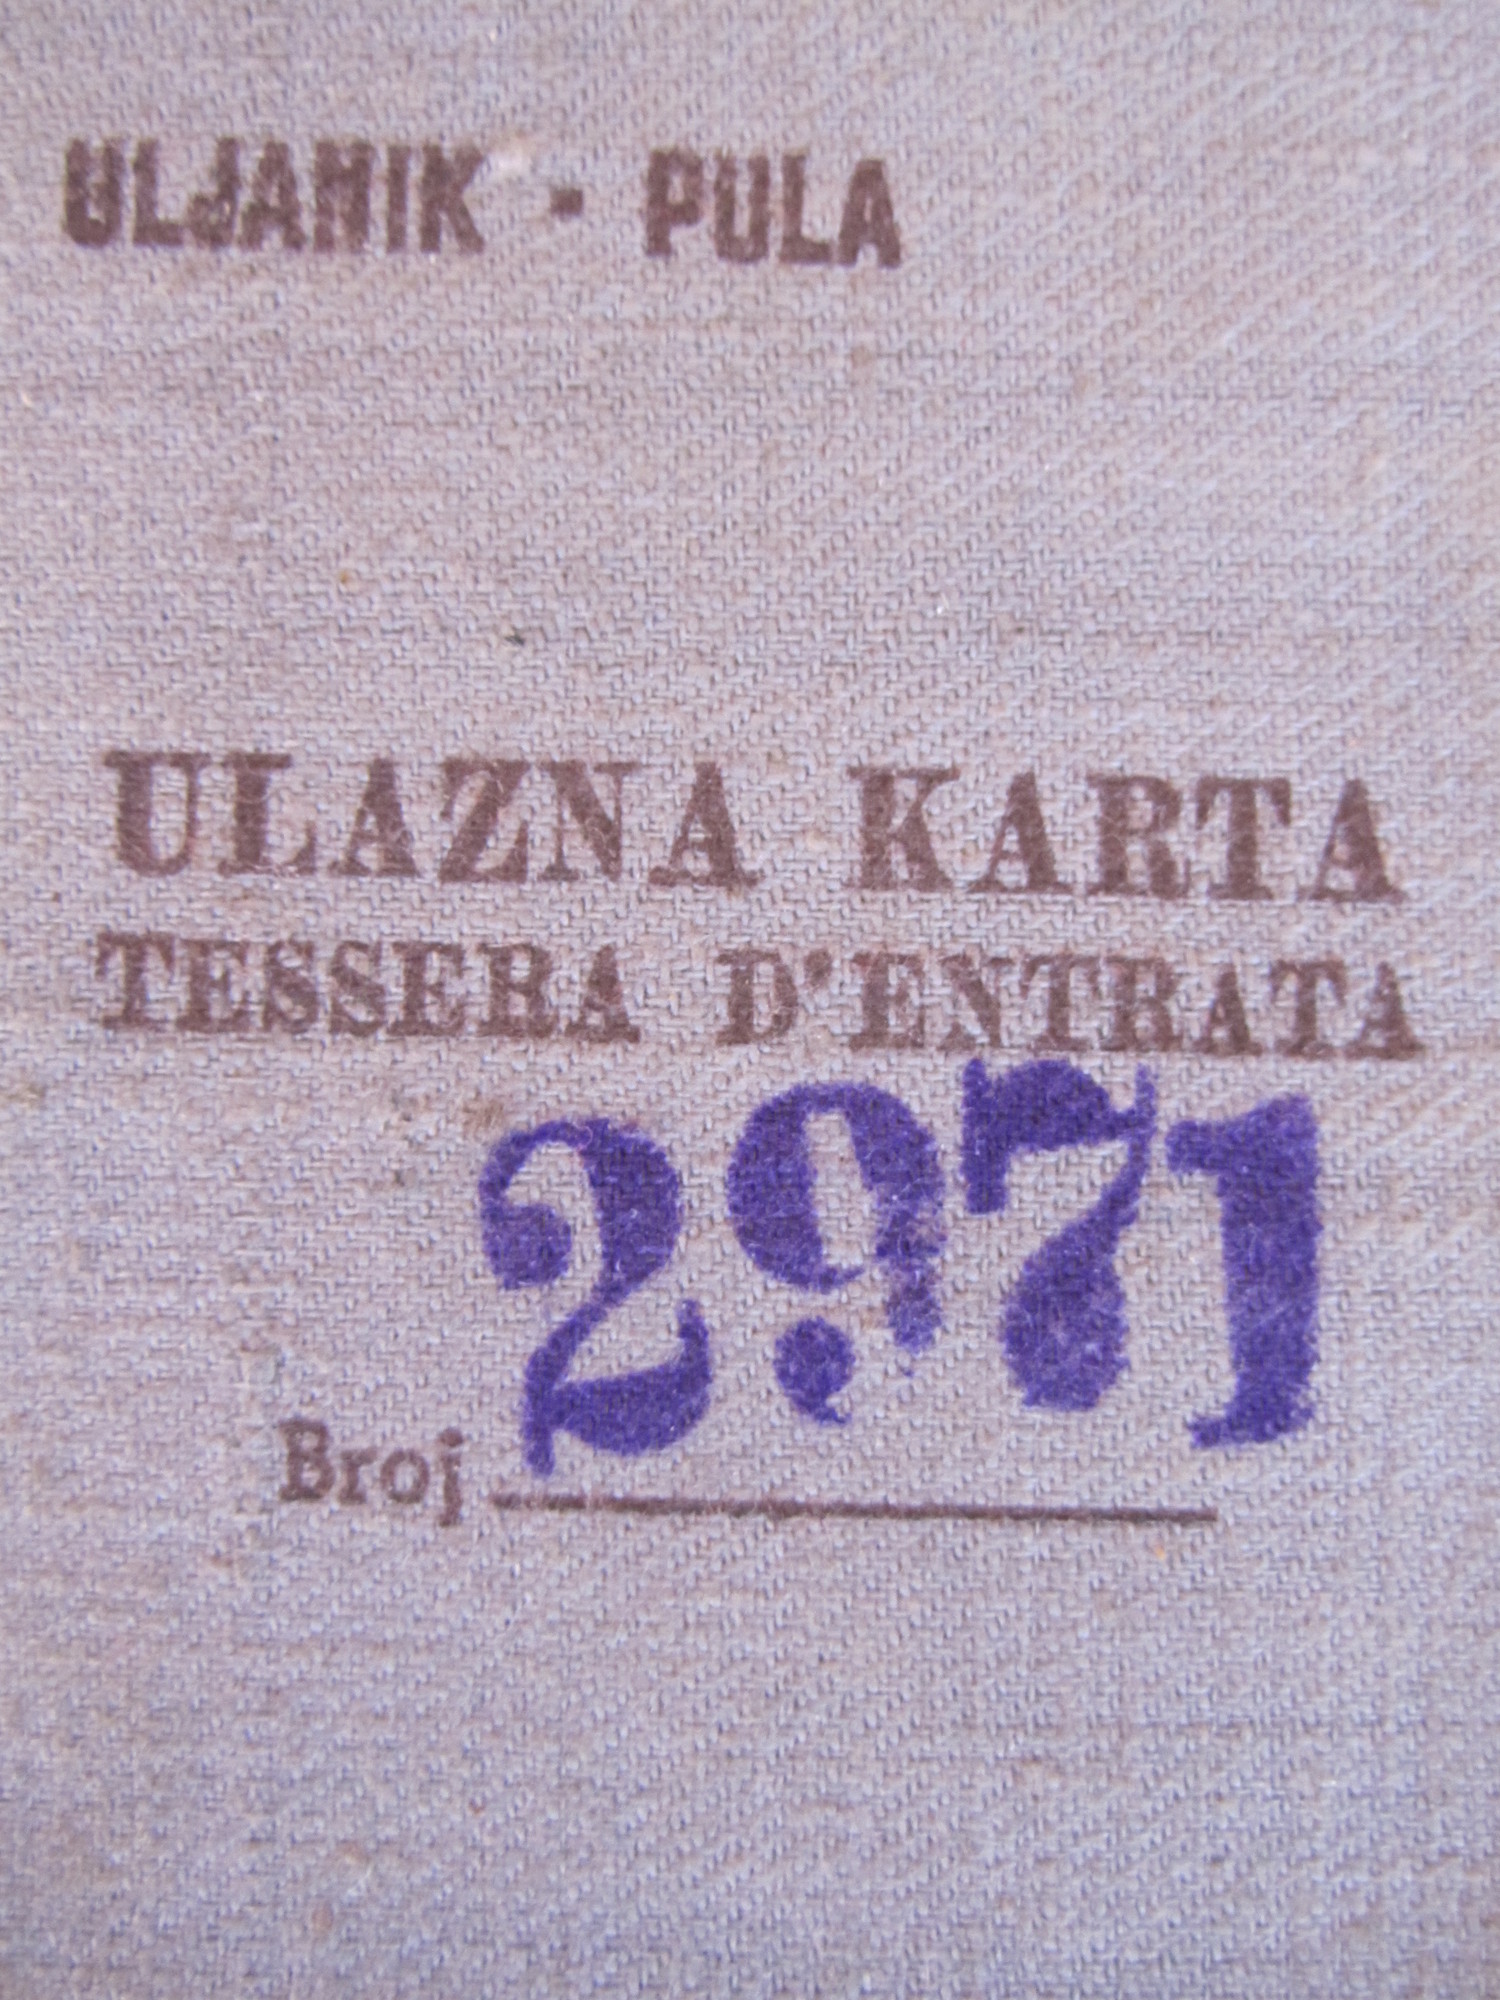 ULJANIK - PULA
ULAZNA KARTA
TESSERA D'ENTRATA
2971
Broj